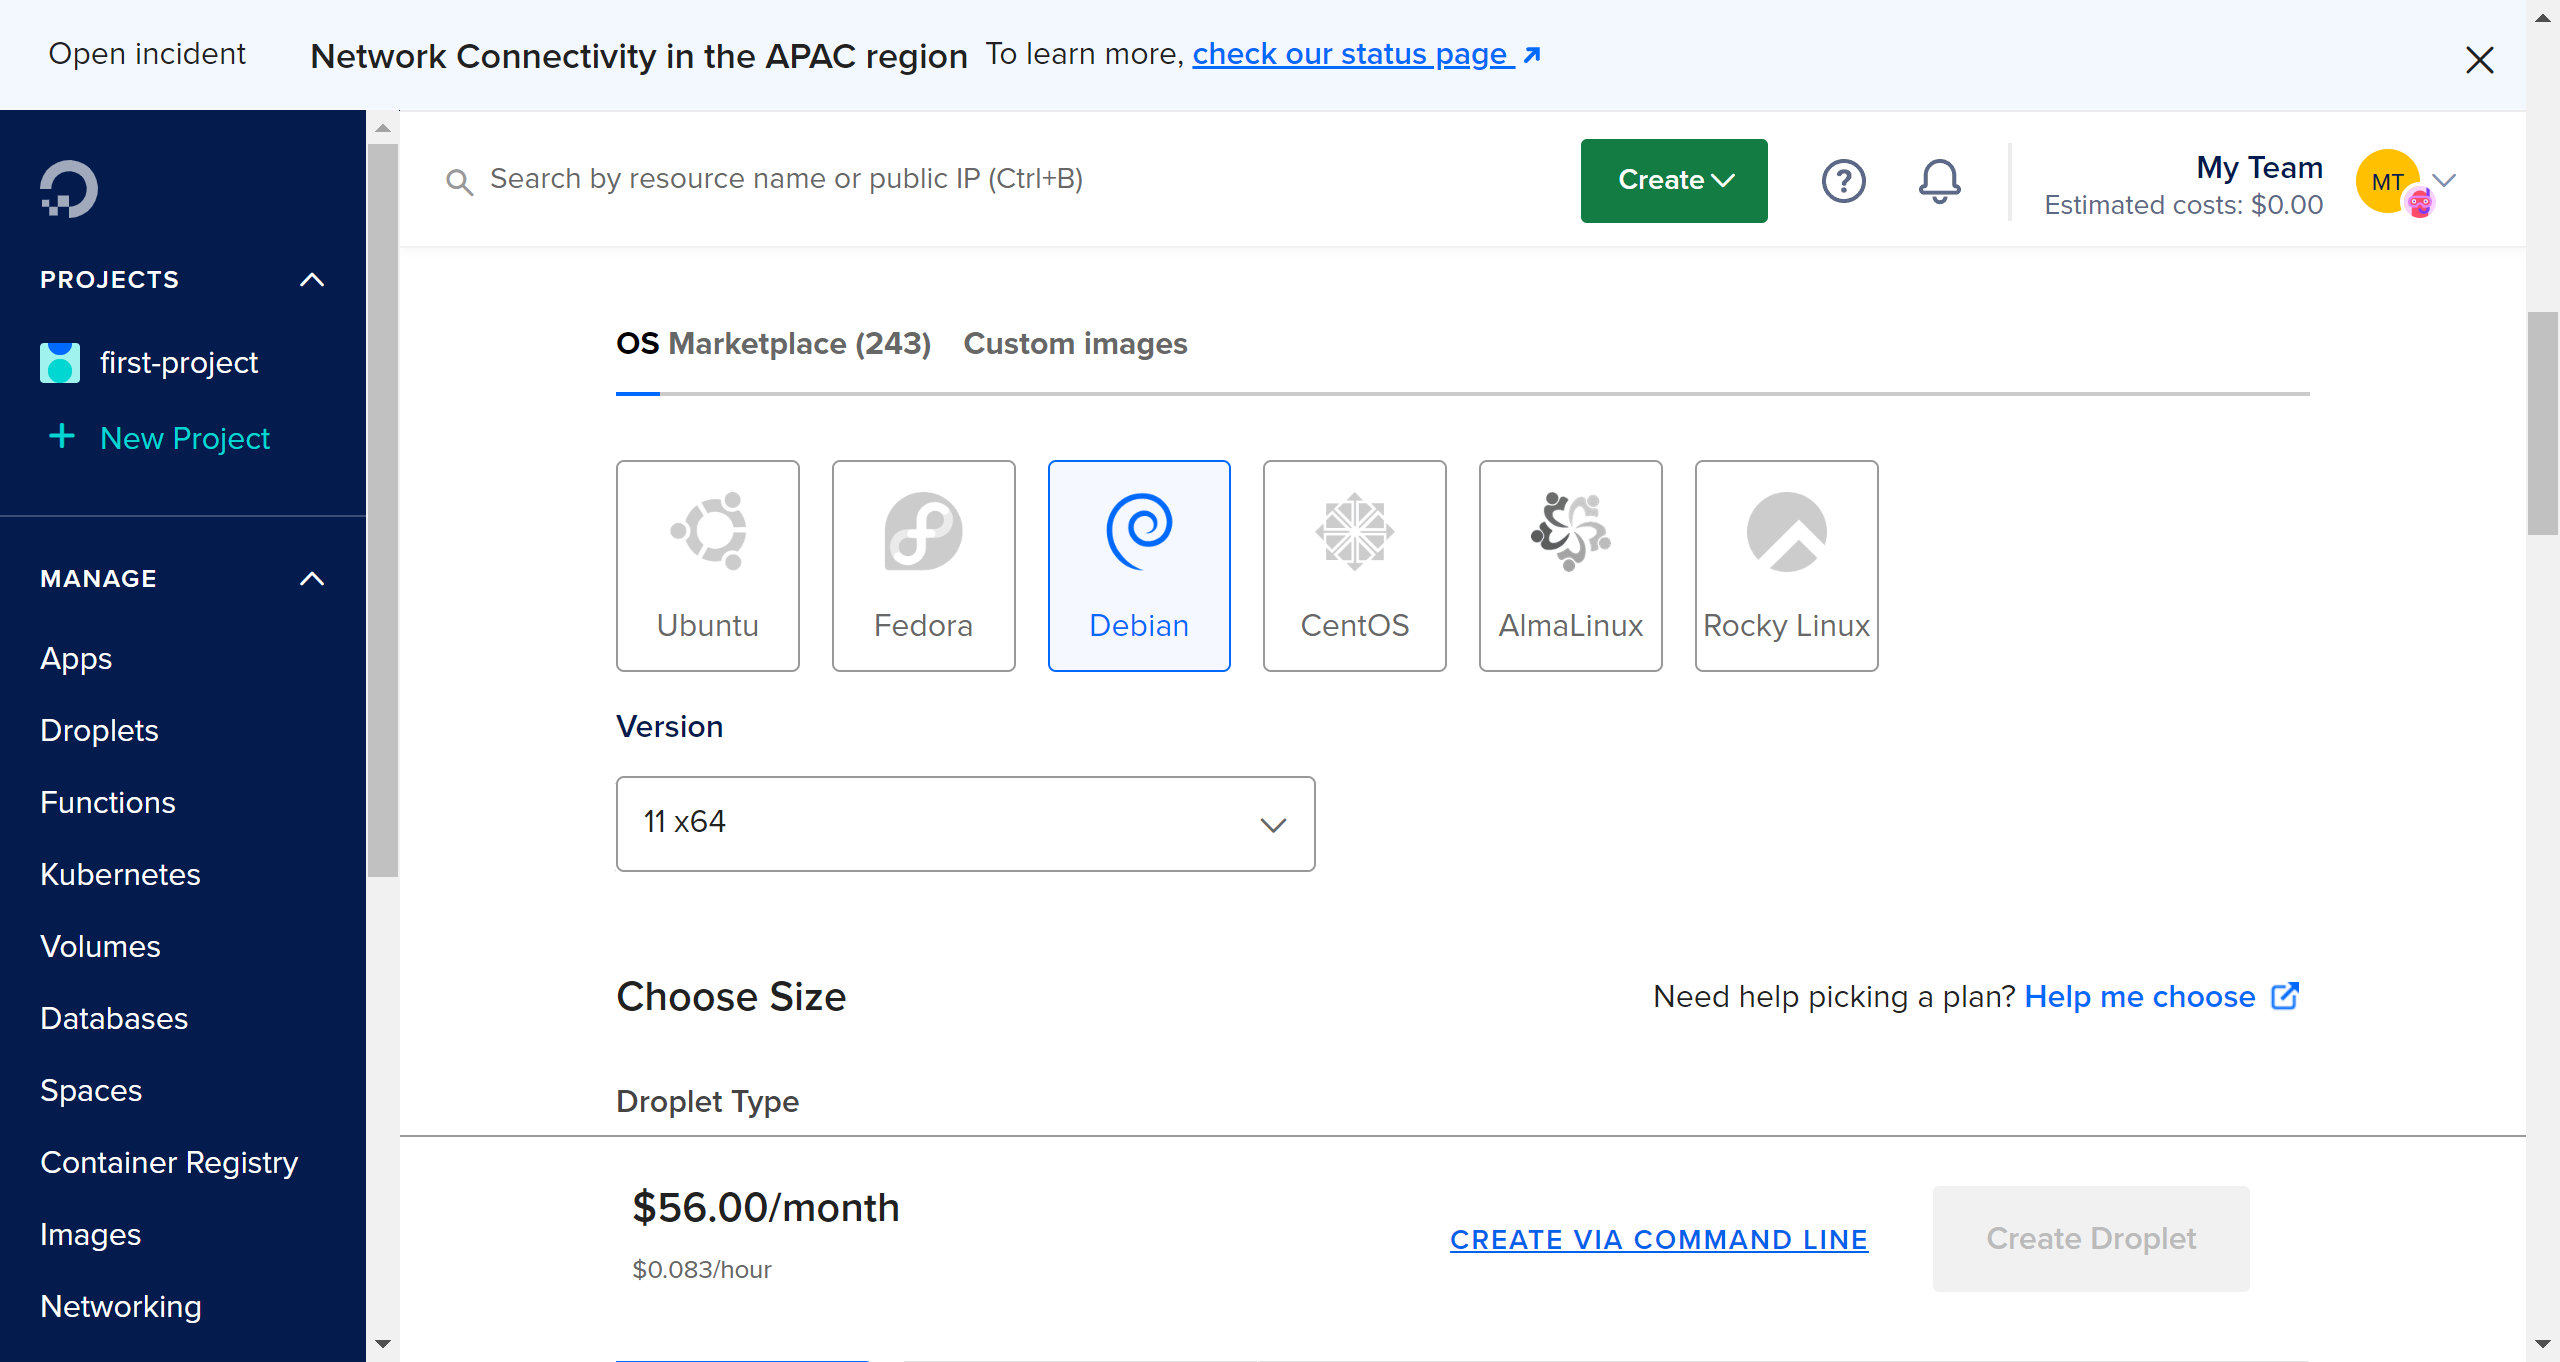 Open incident Network Connectivity in the APAC region To learn more, check our status page
Search by resource name or public IP (Ctrl+B)
Create
My Team
Estimated costs: $0.00
MT
PROJECTS
first-project
New Project
MANAGE
Apps
Droplets
Functions
Kubernetes
Volumes
Databases
Spaces
Container Registry
Images
Networking
OS Marketplace (243) Custom images
Ubuntu
Fedora
Debian
CentOS
AlmaLinux
Rocky Linux
Version
11 x64
Choose Size
Need help picking a plan? Help me choose
Droplet Type
$56.00/month
$0.083/hour
CREATE VIA COMMAND LINE
Create Droplet